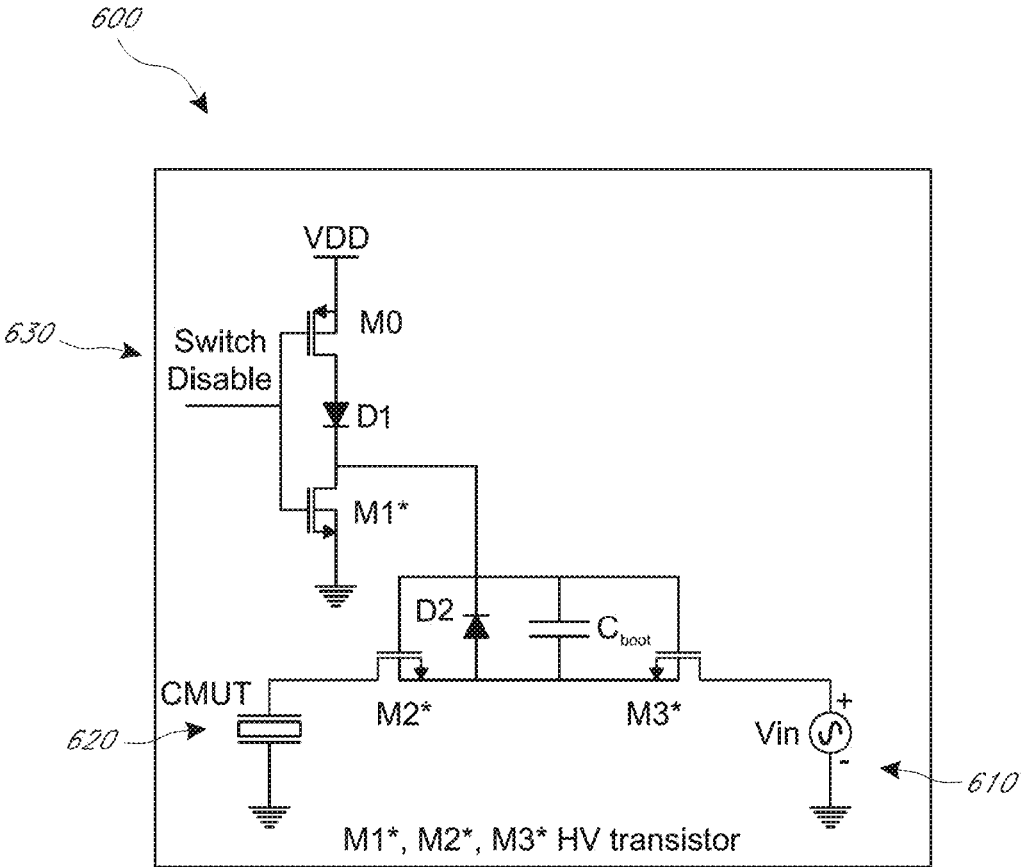 600
VDD
M0
630
Switch
Disable
D1
M1*
D2
Cboot
CMUT
M2*
M3*
620
Vin
+
-
610
M1*, M2*, M3* HV transistor